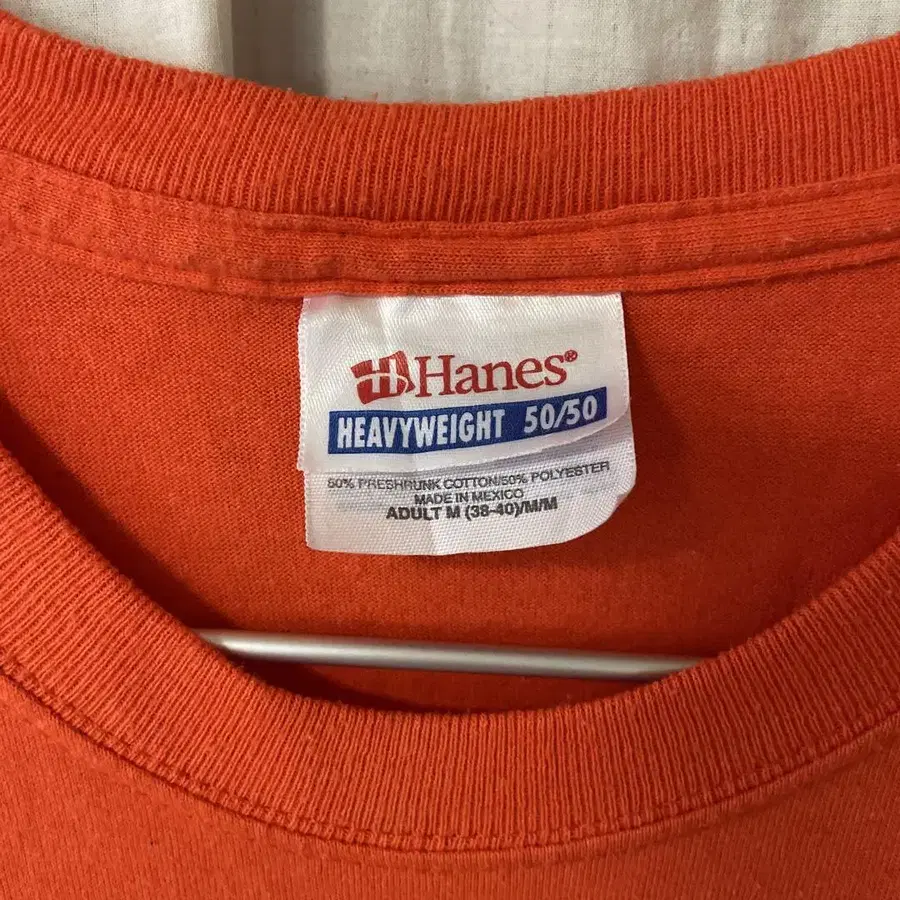 Hanes®
HEAVYWEIGHT 50/50
50% PRESHRUNK COTTON/50% POLYESTER
MADE IN MEXICO
ADULT M (38-40)/M/M